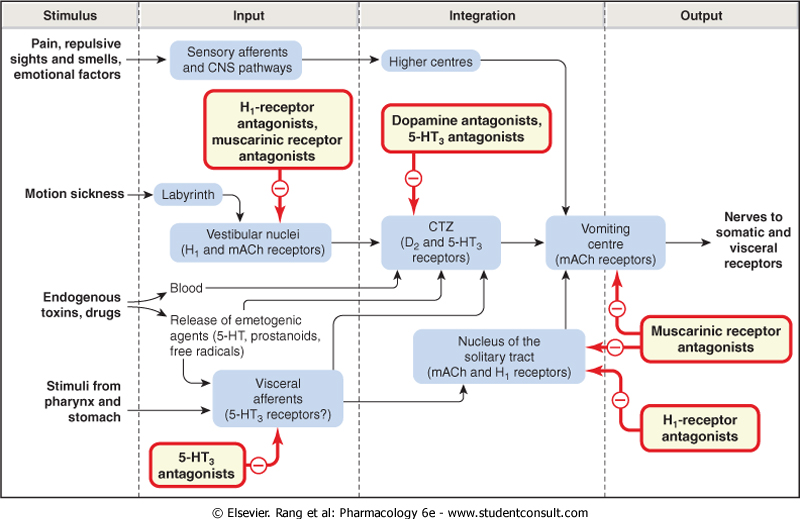 Stimulus
Input
Integration
Output
Pain, repulsive
sights and smells,
emotional factors
Sensory afferents
and CNS pathways
Higher centres
H1-receptor
antagonists,
muscarinic receptor
antagonists
Dopamine antagonists,
5-HT3 antagonists
Motion sickness
Labyrinth
Vestibular nuclei
(H1 and mACh receptors)
CTZ
(D2 and 5-HT3
receptors)
Vomiting
centre
(mACh receptors)
Nerves to
somatic and
visceral
receptors
Endogenous
toxins, drugs
Blood
Release of emetogenic
agents (5-HT, prostanoids,
free radicals)
Nucleus of the
solitary tract
(mACh and H1 receptors)
Muscarinic receptor
antagonists
Stimuli from
pharynx and
stomach
Visceral
afferents
(5-HT3 receptors?)
H1-receptor
antagonists
5-HT3
antagonists
© Elsevier. Rang et al: Pharmacology 6e - www.studentconsult.com